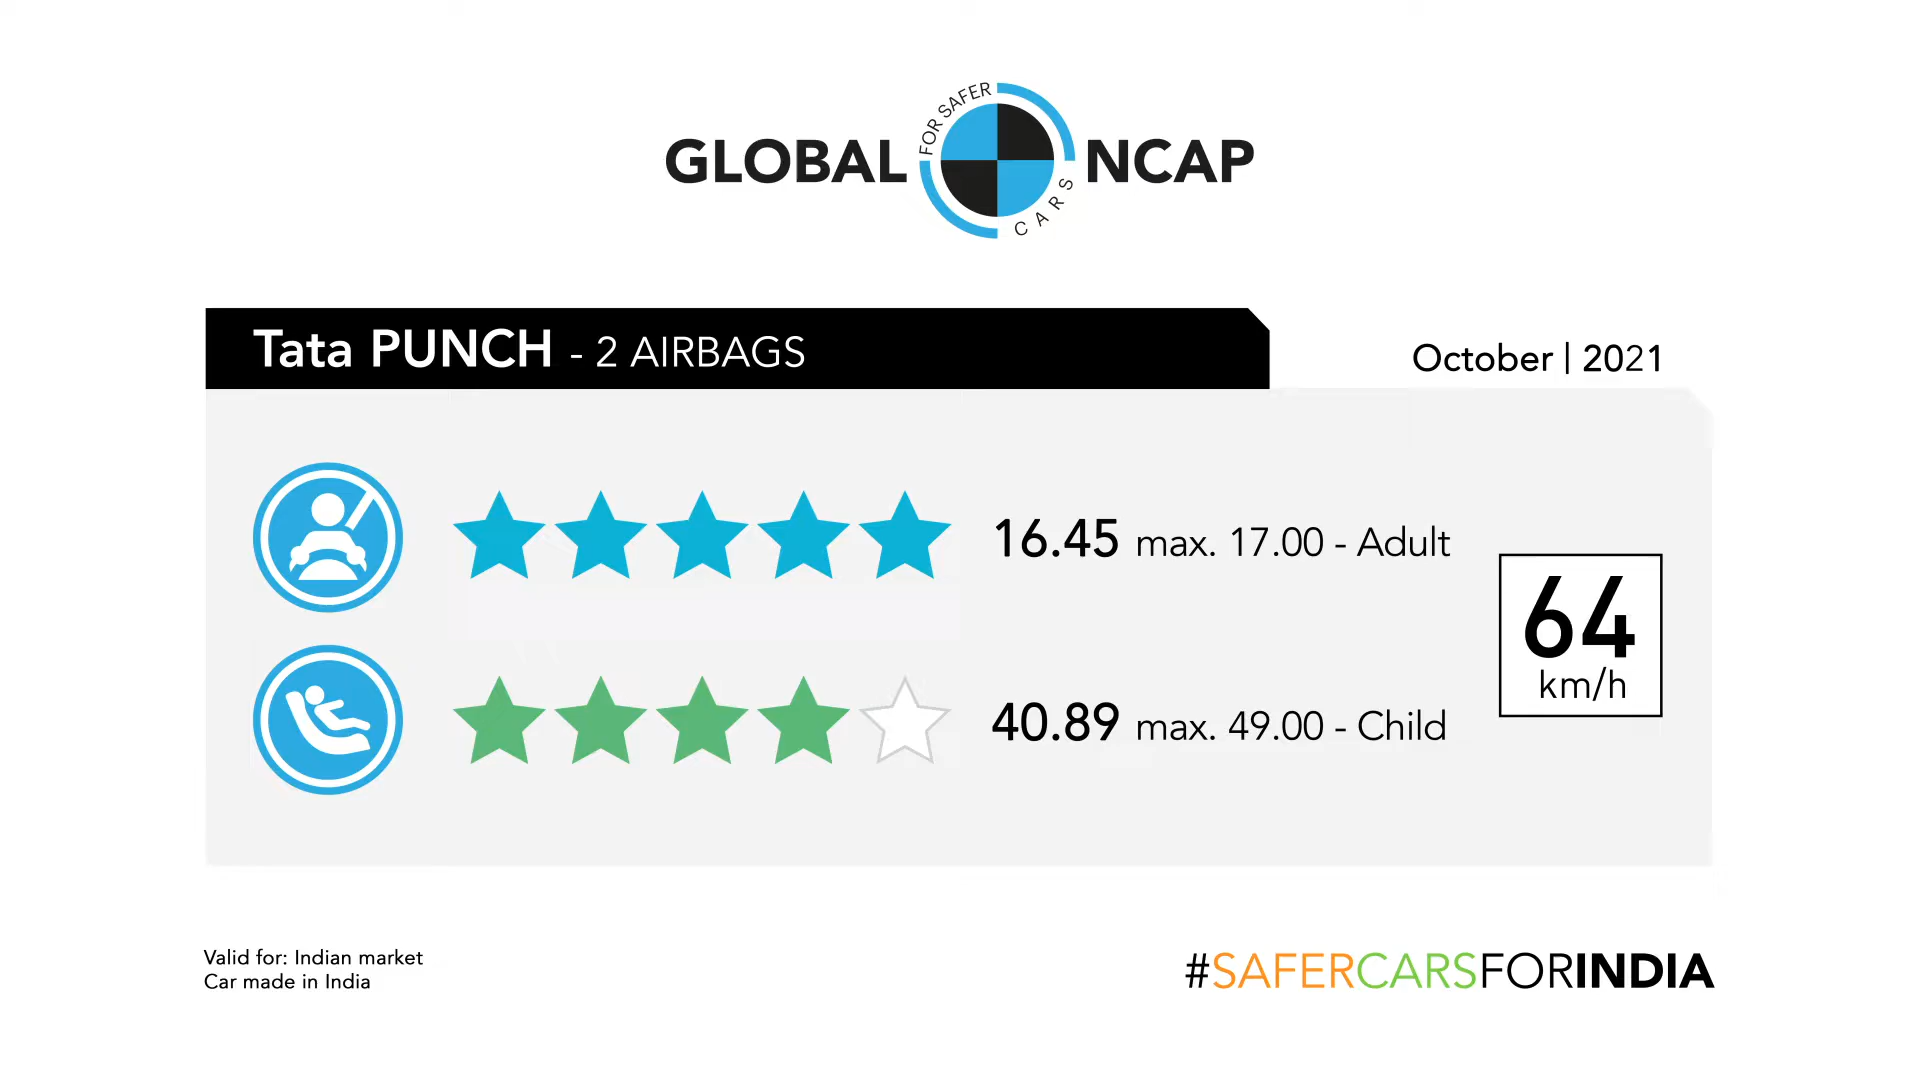 GLOBAL FOR SAFER CARS NCAP
Tata PUNCH - 2 AIRBAGS
October | 2021
16.45 max. 17.00 - Adult
64
km/h
40.89 max. 49.00 - Child
Valid for: Indian market
Car made in India
#SAFERCARSFORINDIA